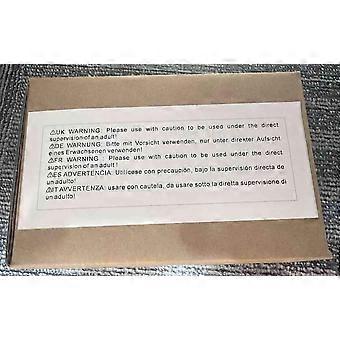 ⚠UK WARNING: Please use with caution to be used under the direct
supervision of an adult!
⚠DE WARNUNG: Bitte mit Vorsicht verwenden, nur unter direkter Aufsicht
eines Erwachsenen verwenden!
⚠FR WARNING : Please use with caution to be used under the direct
supervision of an adult!
⚠ES ADVERTENCIA: Utilícese con precaución, bajo la supervisión directa de
un adulto!
⚠IT AVVERTENZA: usare con cautela, da usare sotto la diretta supervisione di
un adulto!